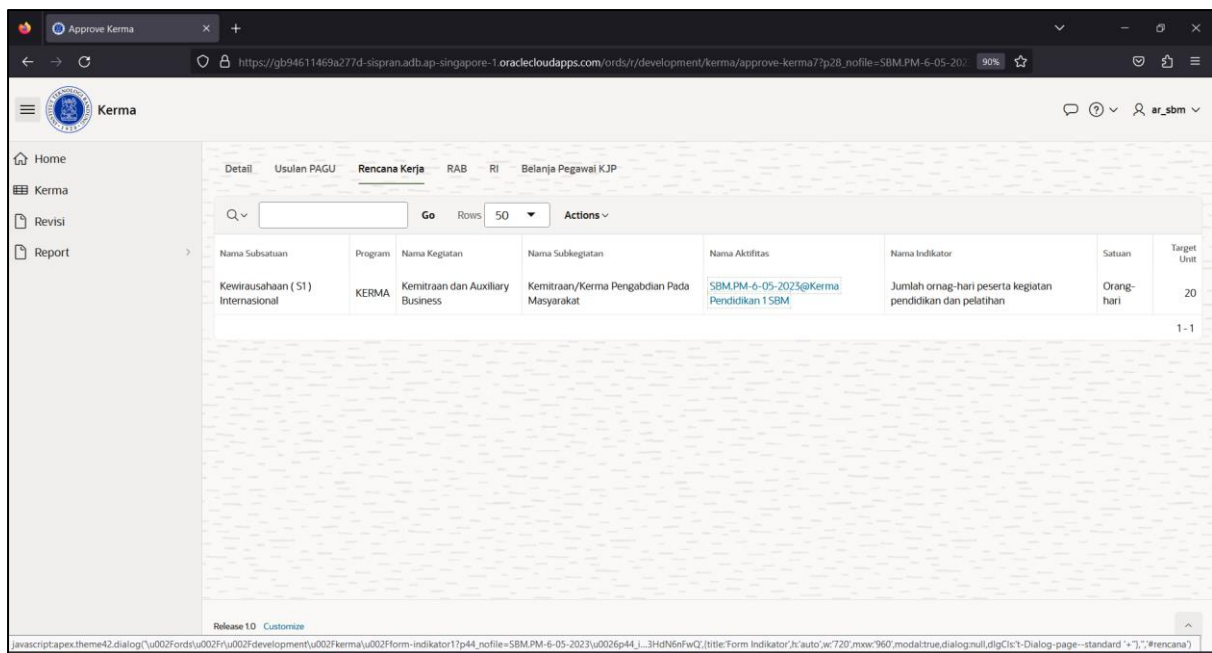 Approve Kerma
https://gb94611469a277d-sispran.adb.ap-singapore-1.oraclecloudapps.com/ords/r/development/kerma/approve-kerma7?p28_nofile=SBM.PM-6-05-202 90%
Kerma
ar_sbm
Home
Kerma
Revisi
Report
Detail Usulan PAGU Rencana Kerja RAB RI Belanja Pegawai KJP
Go Rows 50 Actions
Nama Subsatuan Program Nama Kegiatan Nama Subkegiatan Nama Aktifitas Nama Indikator Satuan Target
Unit
Kewirausahaan ( S1 ) KERMA Kemitraan dan Auxiliary Kemitraan/Kerma Pengabdian Pada SBM.PM-6-05-2023@Kerma Jumlah ornag-hari peserta kegiatan Orang- 20
Internasional Business Masyarakat Pendidikan 1 SBM pendidikan dan pelatihan hari
1 - 1
Release 1.0 Customize
javascript:apex.theme42.dialog('\u002Fords\u002Fr\u002Fdevelopment\u002Fkerma\u002Fform-indikator1?p44_nofile=SBM.PM-6-05-2023\u0026p44_i...3HdN6nFwQ',{title:'Form Indikator',h:'auto',w:'720',mxw:'960',modal:true,dialog:null,dlgCls:'t-Dialog-page--standard '+''},'','#rencana')